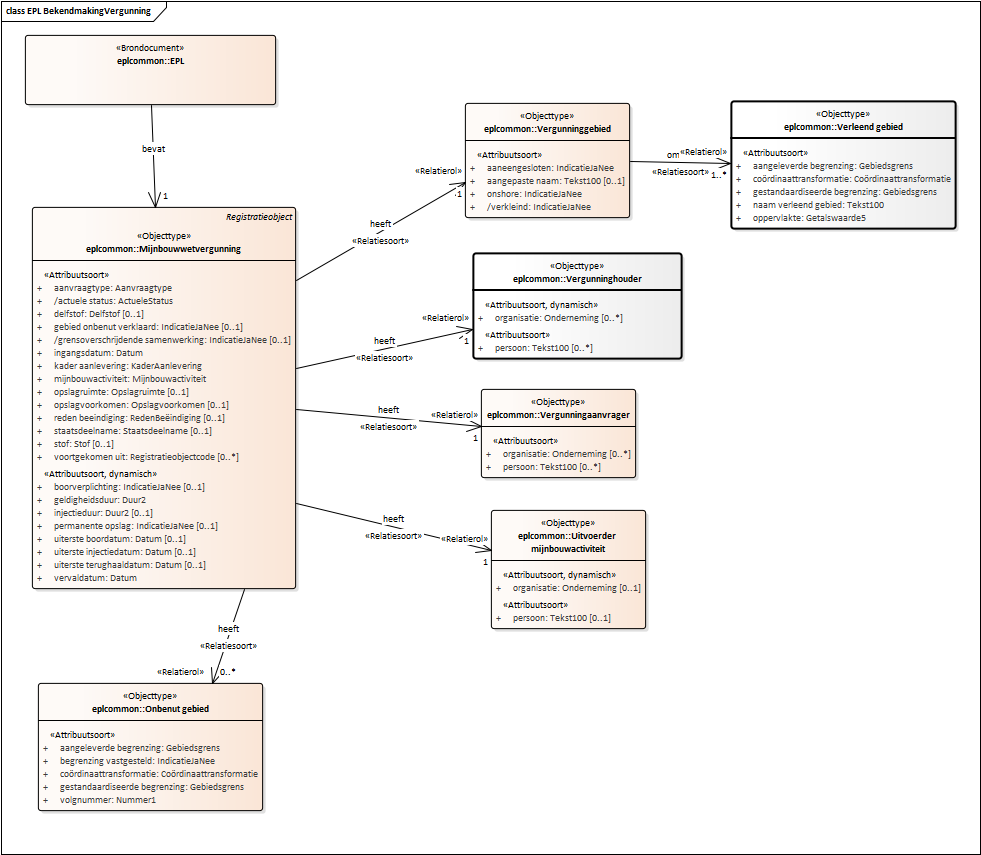 class EPL BekendmakingVergunning
«Brondocument»
eplcommon::EPL
bevat
1
Registratieobject
«Objecttype»
eplcommon::Mijnbouwwetvergunning
«Attribuutsoort»
+ aanvraagtype: Aanvraagtype
+ /actuele status: ActueleStatus
+ delfstof: Delfstof [0..1]
+ gebied onbenut verklaard: IndicatieJaNee [0..1]
+ /grensoverschrijdende samenwerking: IndicatieJaNee [0..1]
+ ingangsdatum: Datum
+ kader aanlevering: KaderAanlevering
+ mijnbouwactiviteit: Mijnbouwactiviteit
+ opslagruimte: Opslagruimte [0..1]
+ opslagvoorkomen: Opslagvoorkomen [0..1]
+ reden beeindiging: RedenBeëindiging [0..1]
+ staatsdeelname: Staatsdeelname [0..1]
+ stof: Stof [0..1]
+ voortgekomen uit: Registratieobjectcode [0..*]
«Attribuutsoort, dynamisch»
+ boorverplichting: IndicatieJaNee [0..1]
+ geldigheidsduur: Duur2
+ injectieduur: Duur2 [0..1]
+ permanente opslag: IndicatieJaNee [0..1]
+ uiterste boordatum: Datum [0..1]
+ uiterste injectiedatum: Datum [0..1]
+ uiterste terughaaldatum: Datum [0..1]
+ vervaldatum: Datum
heeft
«Relatiesoort»
«Relatierol»
.1
«Objecttype»
eplcommon::Vergunninggebied
«Attribuutsoort»
+ aaneengesloten: IndicatieJaNee
+ aangepaste naam: Tekst100 [0..1]
+ onshore: IndicatieJaNee
+ /verkleind: IndicatieJaNee
om
«Relatierol»
«Relatiesoort»
1..*
«Objecttype»
eplcommon::Verleend gebied
«Attribuutsoort»
+ aangeleverde begrenzing: Gebiedsgrens
+ coördinaattransformatie: Coördinaattransformatie
+ gestandaardiseerde begrenzing: Gebiedsgrens
+ naam verleend gebied: Tekst100
+ oppervlakte: Getalswaarde5
heeft
«Relatiesoort»
«Relatierol»
1
«Objecttype»
eplcommon::Vergunninghouder
«Attribuutsoort, dynamisch»
+ organisatie: Onderneming [0..*]
«Attribuutsoort»
+ persoon: Tekst100 [0..*]
heeft
«Relatiesoort»
«Relatierol»
1
«Objecttype»
eplcommon::Vergunningaanvrager
«Attribuutsoort»
+ organisatie: Onderneming [0..*]
+ persoon: Tekst100 [0..*]
heeft
«Relatiesoort»
«Relatierol»
1
«Objecttype»
eplcommon::Uitvoerder
mijnbouwactiviteit
«Attribuutsoort, dynamisch»
+ organisatie: Onderneming [0..1]
«Attribuutsoort»
+ persoon: Tekst100 [0..1]
heeft
«Relatiesoort»
«Relatierol»
0..*
«Objecttype»
eplcommon::Onbenut gebied
«Attribuutsoort»
+ aangeleverde begrenzing: Gebiedsgrens
+ begrenzing vastgesteld: IndicatieJaNee
+ coördinaattransformatie: Coördinaattransformatie
+ gestandaardiseerde begrenzing: Gebiedsgrens
+ volgnummer: Nummer1